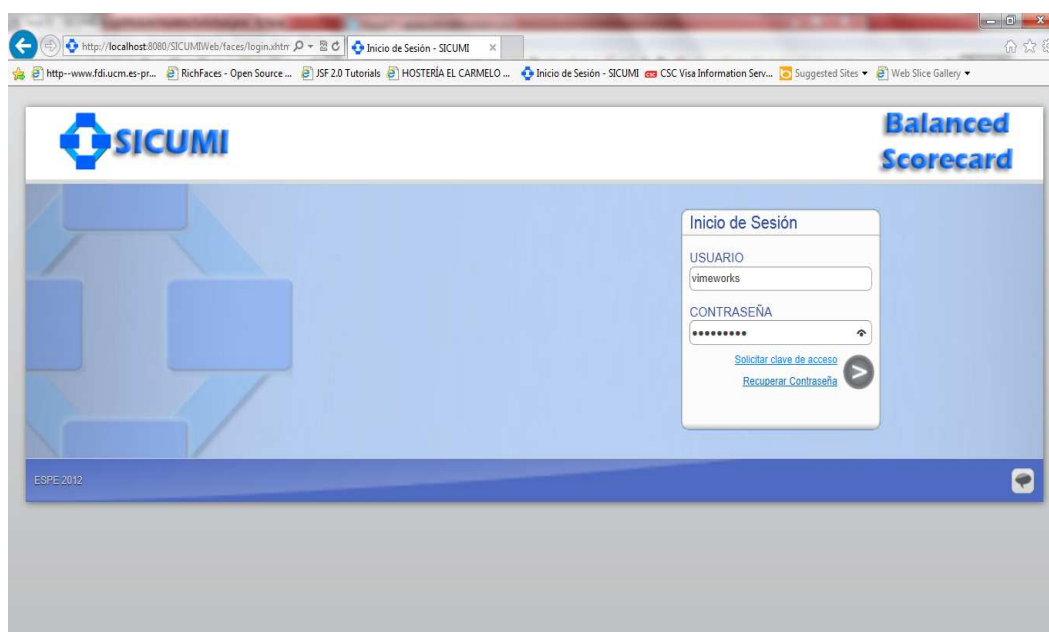 http://localhost:8080/SICUMIWeb/faces/login.xhtm
Inicio de Sesión - SICUMI
http--www.fdi.ucm.es-pr...
RichFaces - Open Source ...
JSF 2.0 Tutorials
HOSTERÍA EL CARMELO ...
Inicio de Sesión - SICUMI
CSC Visa Information Serv...
Suggested Sites
Web Slice Gallery
SICUMI
Balanced
Scorecard
Inicio de Sesión
USUARIO
vimeworks
CONTRASEÑA
Solicitar clave de acceso
Recuperar Contraseña
ESPE 2012